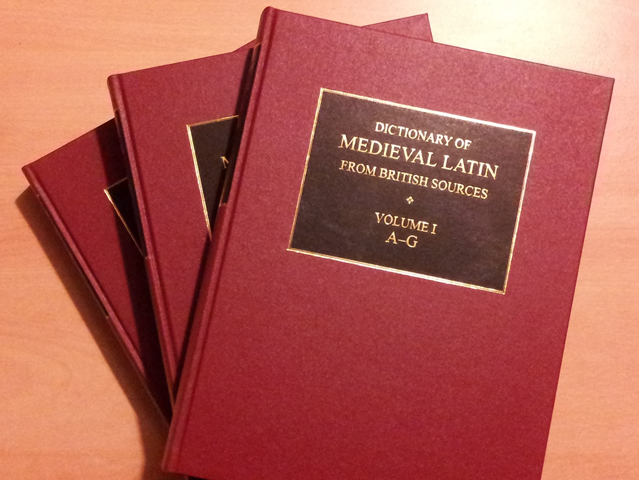 DICTIONARY OF
MEDIEVAL LATIN
FROM BRITISH SOURCES
VOLUME I
A–G